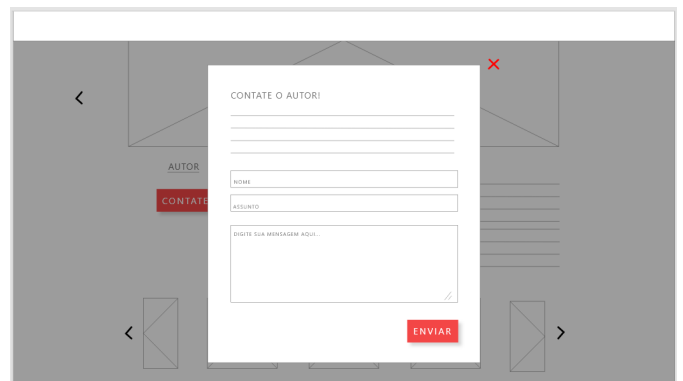 CONTATE O AUTOR!
AUTOR
NOME
CONTATE
ASSUNTO
DIGITE SUA MENSAGEM AQUI...
ENVIAR